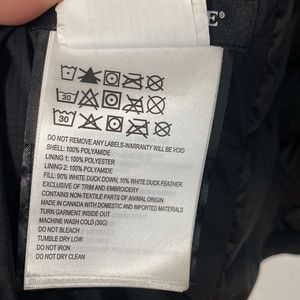 E®
30
30
DO NOT REMOVE ANY LABELS-WARRANTY WILL BE VOID
SHELL: 100% POLYAMIDE
LINING 1: 100% POLYESTER
LINING 2: 100% POLYAMIDE
FILL: 90% WHITE DUCK DOWN, 10% WHITE DUCK FEATHER
EXCLUSIVE OF TRIM AND EMBROIDERY
CONTAINS NON-TEXTILE PARTS OF ANIMAL ORIGIN
MADE IN CANADA WITH DOMESTIC AND IMPORTED MATERIALS
TURN GARMENT INSIDE OUT
MACHINE WASH COLD (30C)
DO NOT BLEACH
TUMBLE DRY LOW
DO NOT IRON
DO NOT DRY CLEAN